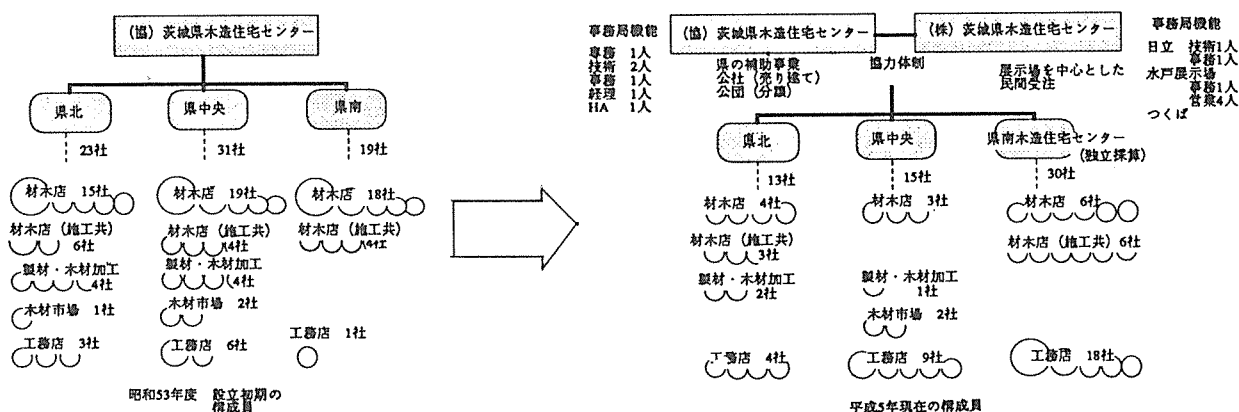 (協) 茨城県木造住宅センター
県北
県中央
県南
23社
31社
19社
材木店 15社
材木店 19社
材木店 18社
材木店 (施工共)
6社
材木店 (施工共)
4社
材木店 (施工共)
4社
製材・木材加工
4社
製材・木材加工
4社
木材市場 1社
木材市場 2社
工務店 3社
工務店 6社
工務店 1社
昭和53年度 設立初期の
構成員
事務局機能
専務 1人
技術 2人
事務 1人
経理 1人
HA 1人
(協) 茨城県木造住宅センター
(株) 茨城県木造住宅センター
県の補助事業
公社 (売り建て)
公団 (分譲)
協力体制
展示場を中心とした
民間受注
事務局機能
日立 技術1人
事務1人
水戸展示場
事務1人
営業4人
つくば
県北
県中央
県南木造住宅センター
(独立採算)
13社
15社
30社
材木店 4社
材木店 3社
材木店 6社
材木店 (施工共)
3社
材木店 (施工共) 6社
製材・木材加工
2社
製材・木材加工
1社
木材市場 2社
工務店 4社
工務店 9社
工務店 18社
平成5年現在の構成員